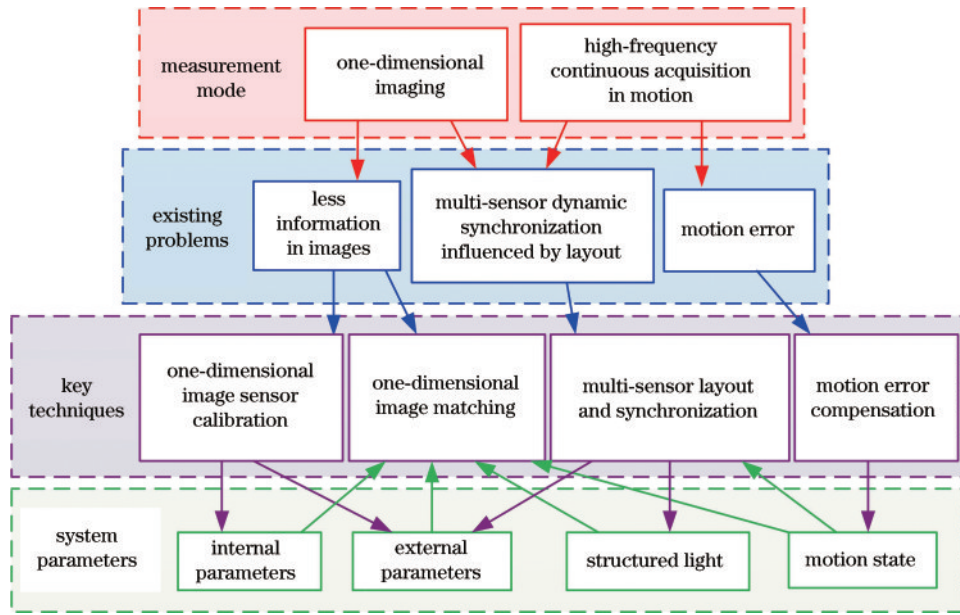 measurement
mode
one-dimensional
imaging
high-frequency
continuous acquisition
in motion
existing
problems
less
information
in images
multi-sensor dynamic
synchronization
influenced by layout
motion error
key
techniques
one-dimensional
image sensor
calibration
one-dimensional
image matching
multi-sensor layout
and synchronization
motion error
compensation
system
parameters
internal
parameters
external
parameters
structured light
motion state